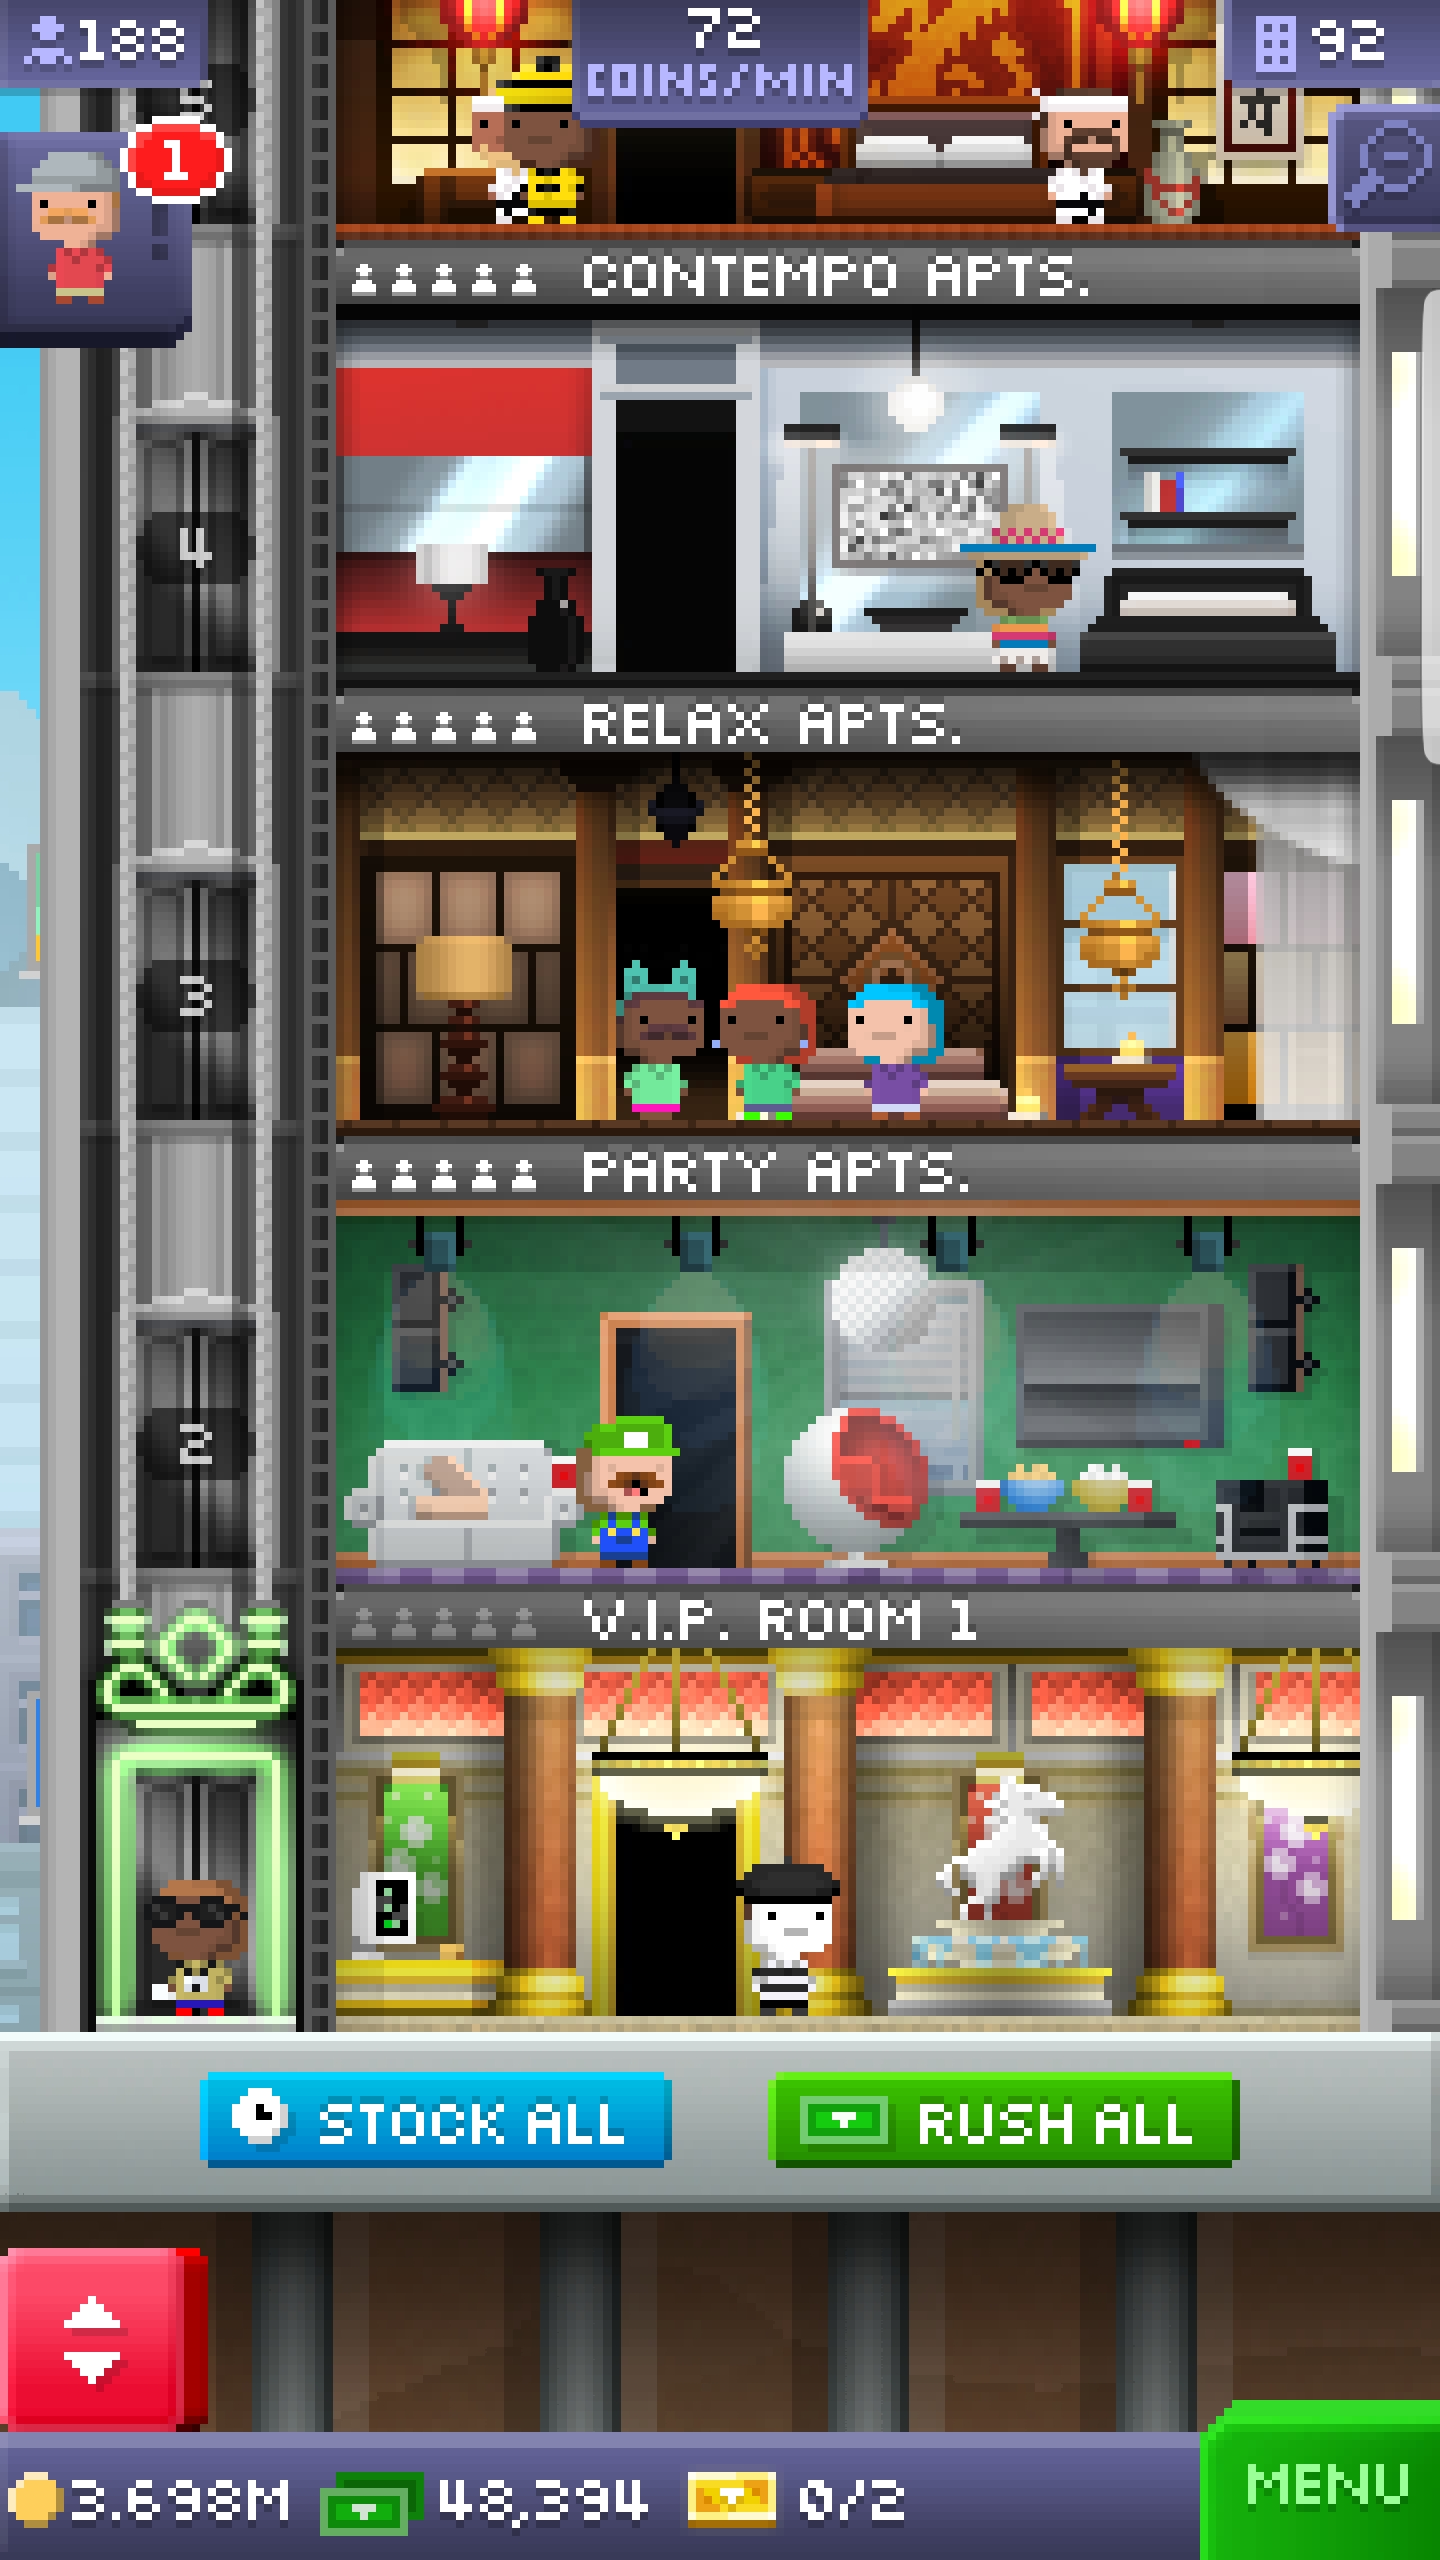 188
72
COINS/MIN
92
5
1
CONTEMPO APTS.
4
RELAX APTS.
3
PARTY APTS.
2
V.I.P. ROOM 1
STOCK ALL
RUSH ALL
3.698M
48,394
0/2
MENU